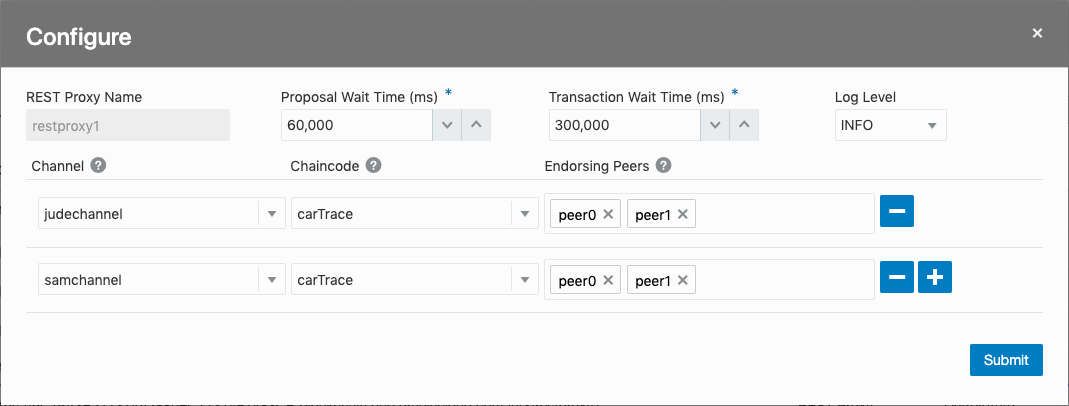 Configure
REST Proxy Name
Proposal Wait Time (ms) *
Transaction Wait Time (ms) *
Log Level
restproxy1
60,000
300,000
INFO
Channel ?
Chaincode ?
Endorsing Peers ?
judechannel
carTrace
peer0 × peer1 ×
samchannel
carTrace
peer0 × peer1 ×
Submit